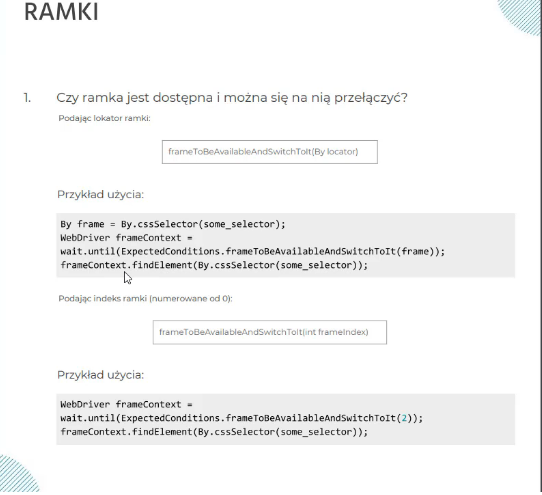 RAMKI
1. Czy ramka jest dostępna i można się na nią przełączyć?
Podając lokator ramki:
frameToBeAvailableAndSwitchToIt(By locator)
Przykład użycia:
By frame = By.cssSelector(some_selector);
WebDriver frameContext =
wait.until(ExpectedConditions.frameToBeAvailableAndSwitchToIt(frame));
frameContext.findElement(By.cssSelector(some_selector));
Podając indeks ramki (numerowane od 0):
frameToBeAvailableAndSwitchToIt(int frameIndex)
Przykład użycia:
WebDriver frameContext =
wait.until(ExpectedConditions.frameToBeAvailableAndSwitchToIt(2));
frameContext.findElement(By.cssSelector(some_selector));